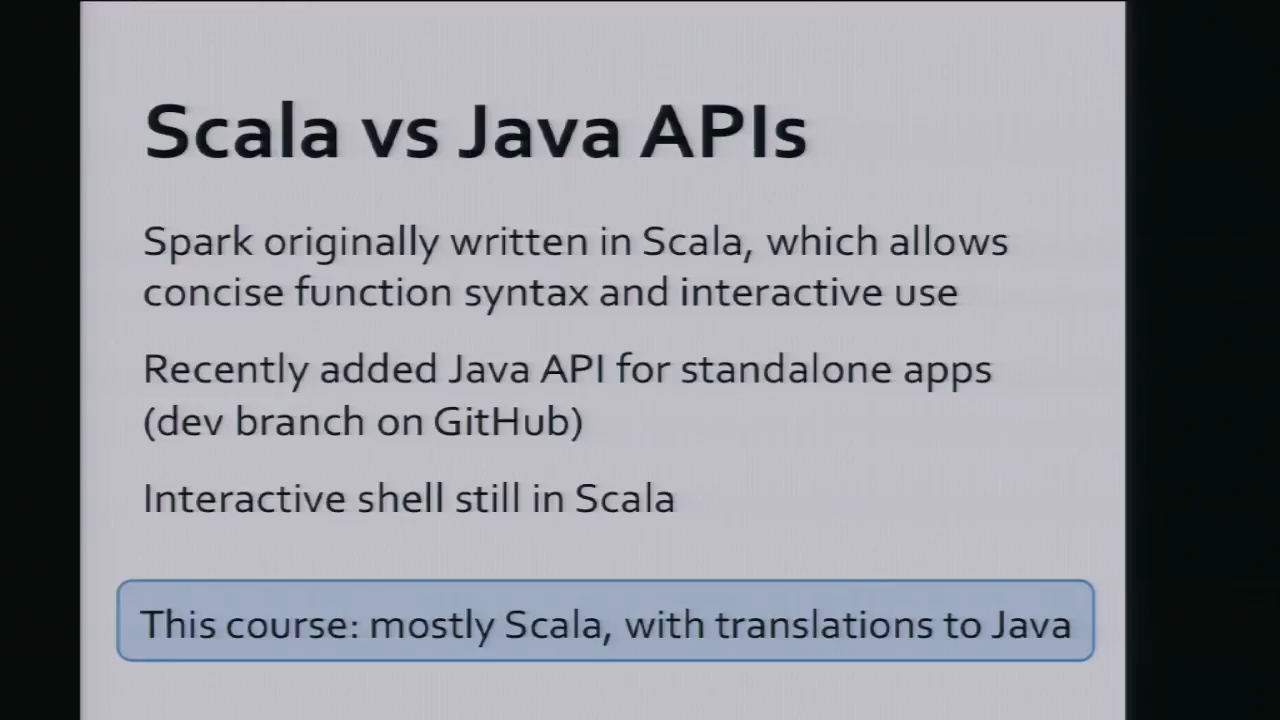 Scala vs Java APIs
Spark originally written in Scala, which allows
concise function syntax and interactive use
Recently added Java API for standalone apps
(dev branch on GitHub)
Interactive shell still in Scala
This course: mostly Scala, with translations to Java